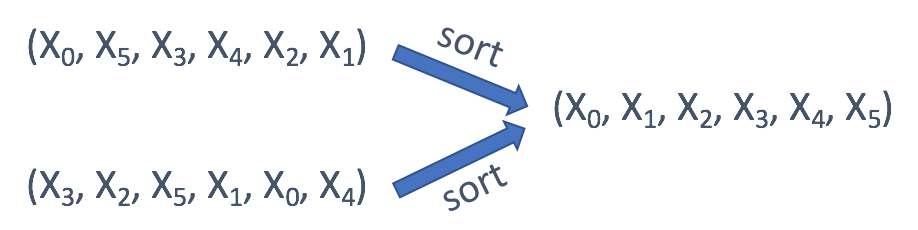 (X₀, X₅, X₃, X₄, X₂, X₁)
sort
(X₀, X₁, X₂, X₃, X₄, X₅)
(X₃, X₂, X₅, X₁, X₀, X₄)
sort